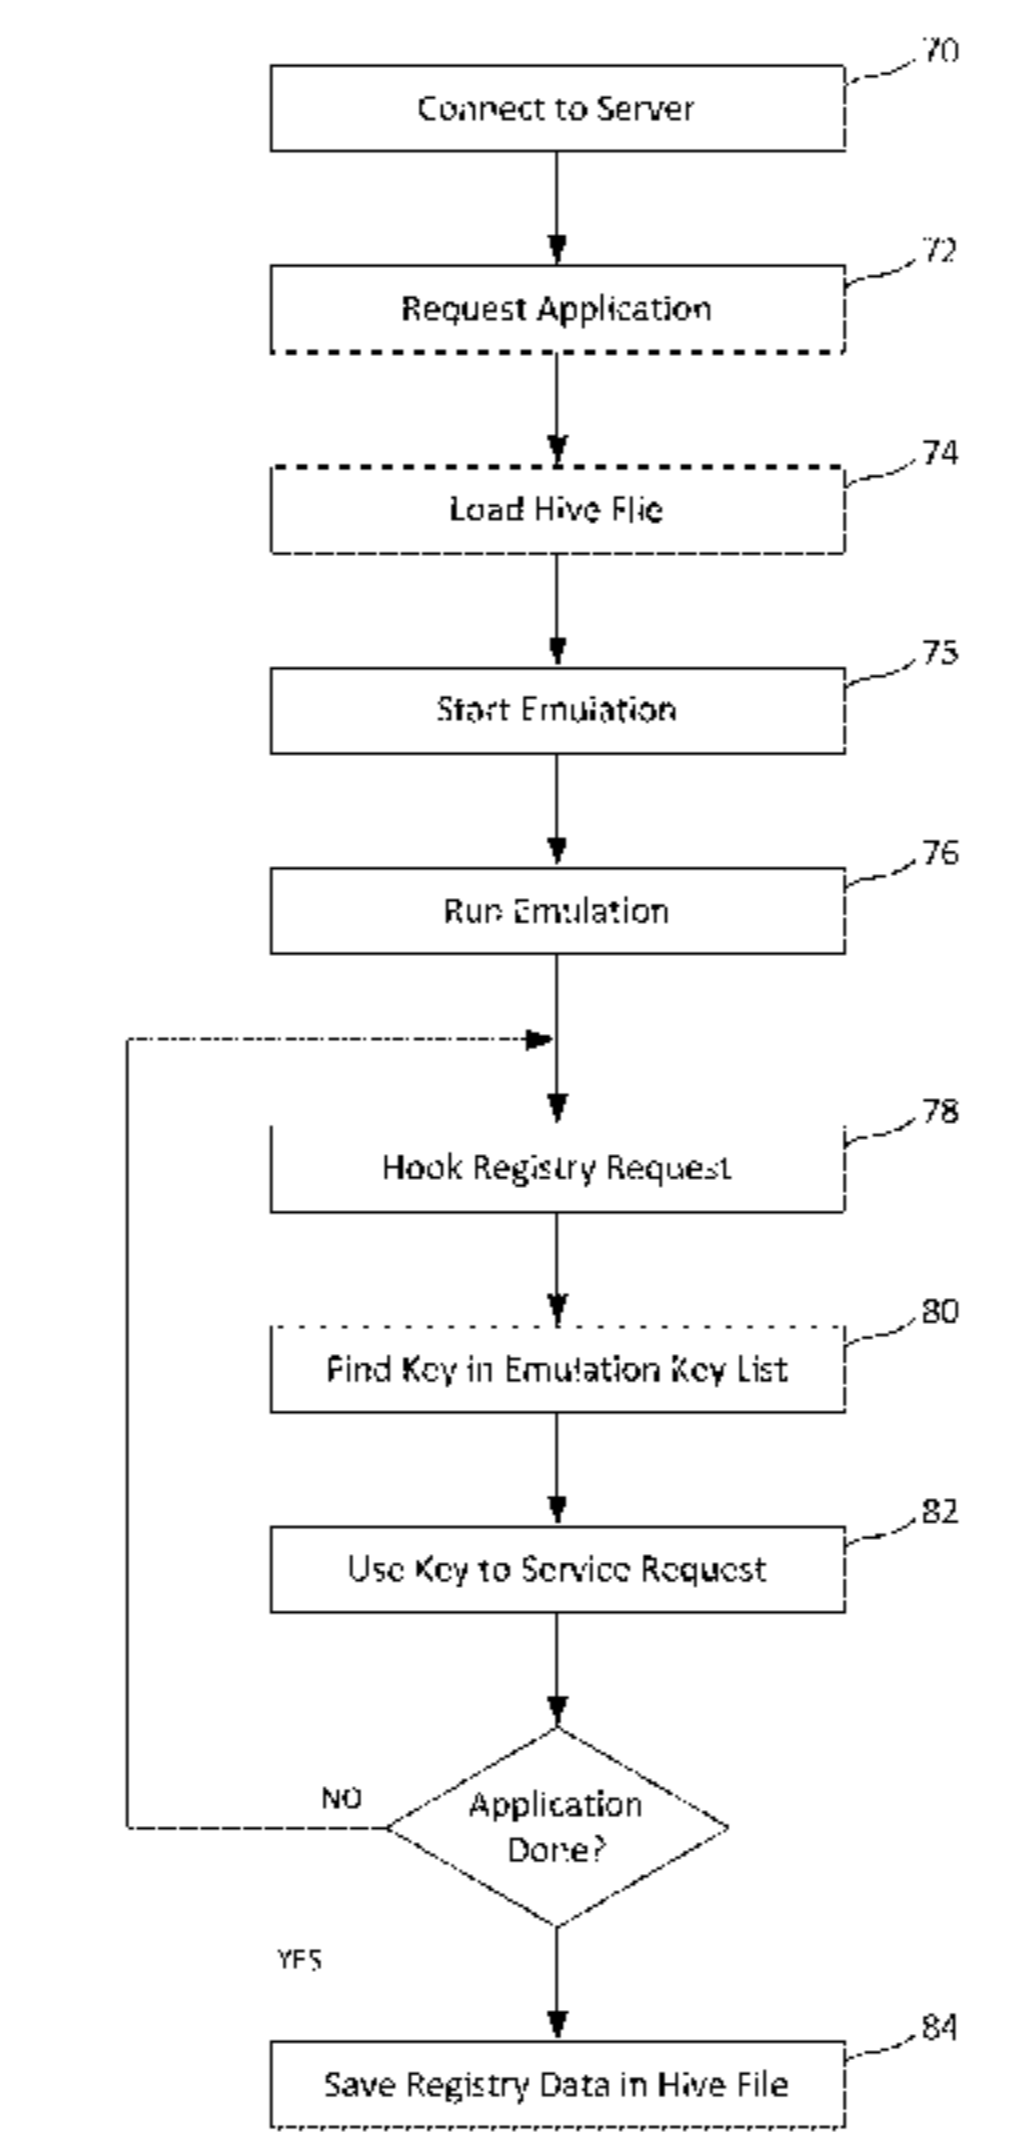 70
Connect to Server
72
Request Application
74
Load Hive File
75
Start Emulation
76
Run Emulation
78
Hook Registry Request
80
Find Key in Emulation Key List
82
Use Key to Service Request
NO
Application
Done?
YES
84
Save Registry Data in Hive File